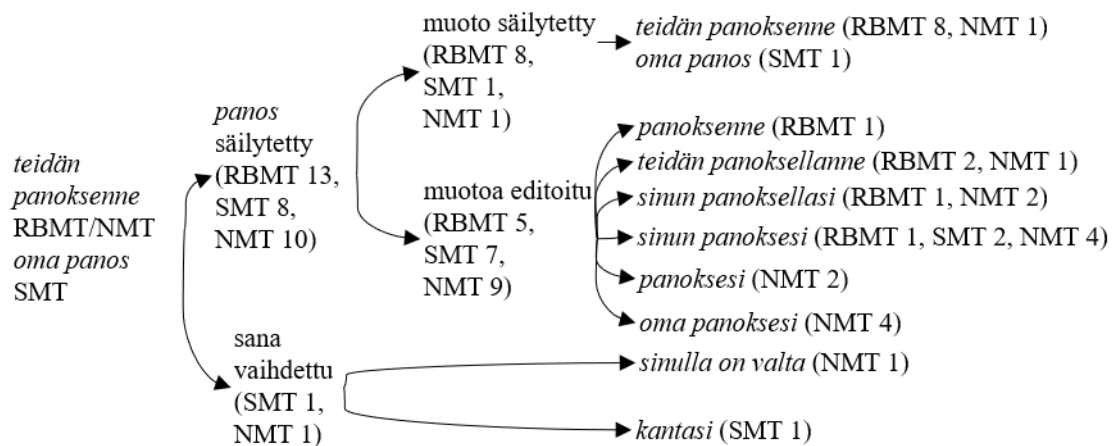 teidän
panoksenne
RBMT/NMT
oma panos
SMT
panos
säilytetty
(RBMT 13,
SMT 8,
NMT 10)
sana
vaihdettu
(SMT 1,
NMT 1)
muoto säilytetty
(RBMT 8,
SMT 1,
NMT 1)
muotoa editoitu
(RBMT 5,
SMT 7,
NMT 9)
teidän panoksenne (RBMT 8, NMT 1)
oma panos (SMT 1)
panoksenne (RBMT 1)
teidän panoksellanne (RBMT 2, NMT 1)
sinun panoksellasi (RBMT 1, NMT 2)
sinun panoksesi (RBMT 1, SMT 2, NMT 4)
panoksesi (NMT 2)
oma panoksesi (NMT 4)
sinulla on valta (NMT 1)
kantasi (SMT 1)